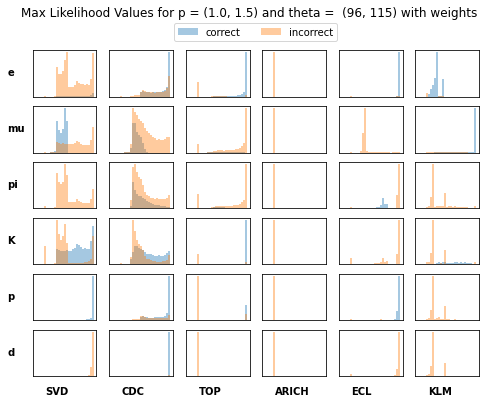 Max Likelihood Values for p = (1.0, 1.5) and theta =  (96, 115) with weights
correct incorrect
e
mu
pi
K
p
d
SVD CDC TOP ARICH ECL KLM